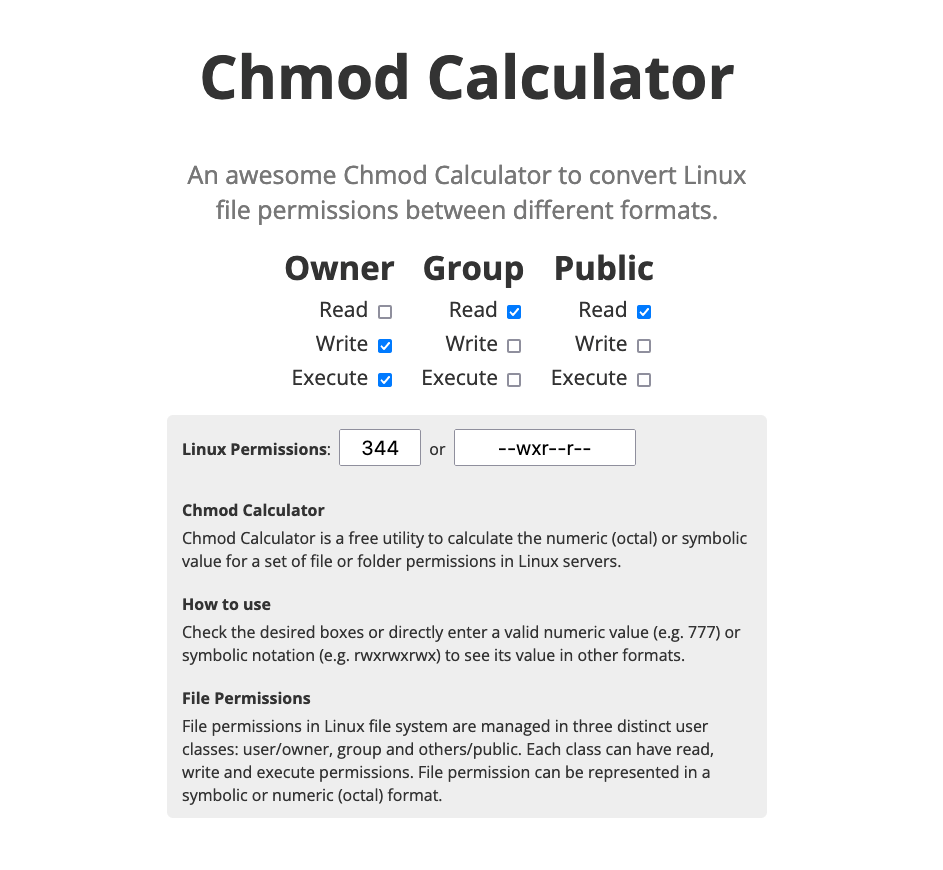 Chmod Calculator
An awesome Chmod Calculator to convert Linux
file permissions between different formats.
Owner Group Public
Read Read Read
Write Write Write
Execute Execute Execute
Linux Permissions: 344 or --wxr--r--
Chmod Calculator
Chmod Calculator is a free utility to calculate the numeric (octal) or symbolic
value for a set of file or folder permissions in Linux servers.
How to use
Check the desired boxes or directly enter a valid numeric value (e.g. 777) or
symbolic notation (e.g. rwxrwxrwx) to see its value in other formats.
File Permissions
File permissions in Linux file system are managed in three distinct user
classes: user/owner, group and others/public. Each class can have read,
write and execute permissions. File permission can be represented in a
symbolic or numeric (octal) format.